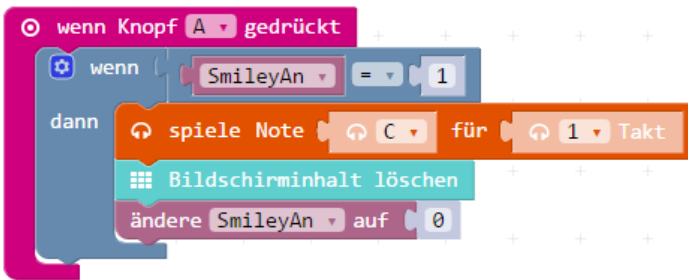 wenn Knopf A gedrückt
wenn SmileyAn = 1
dann
spiele Note C für 1 Takt
Bildschirminhalt löschen
ändere SmileyAn auf 0